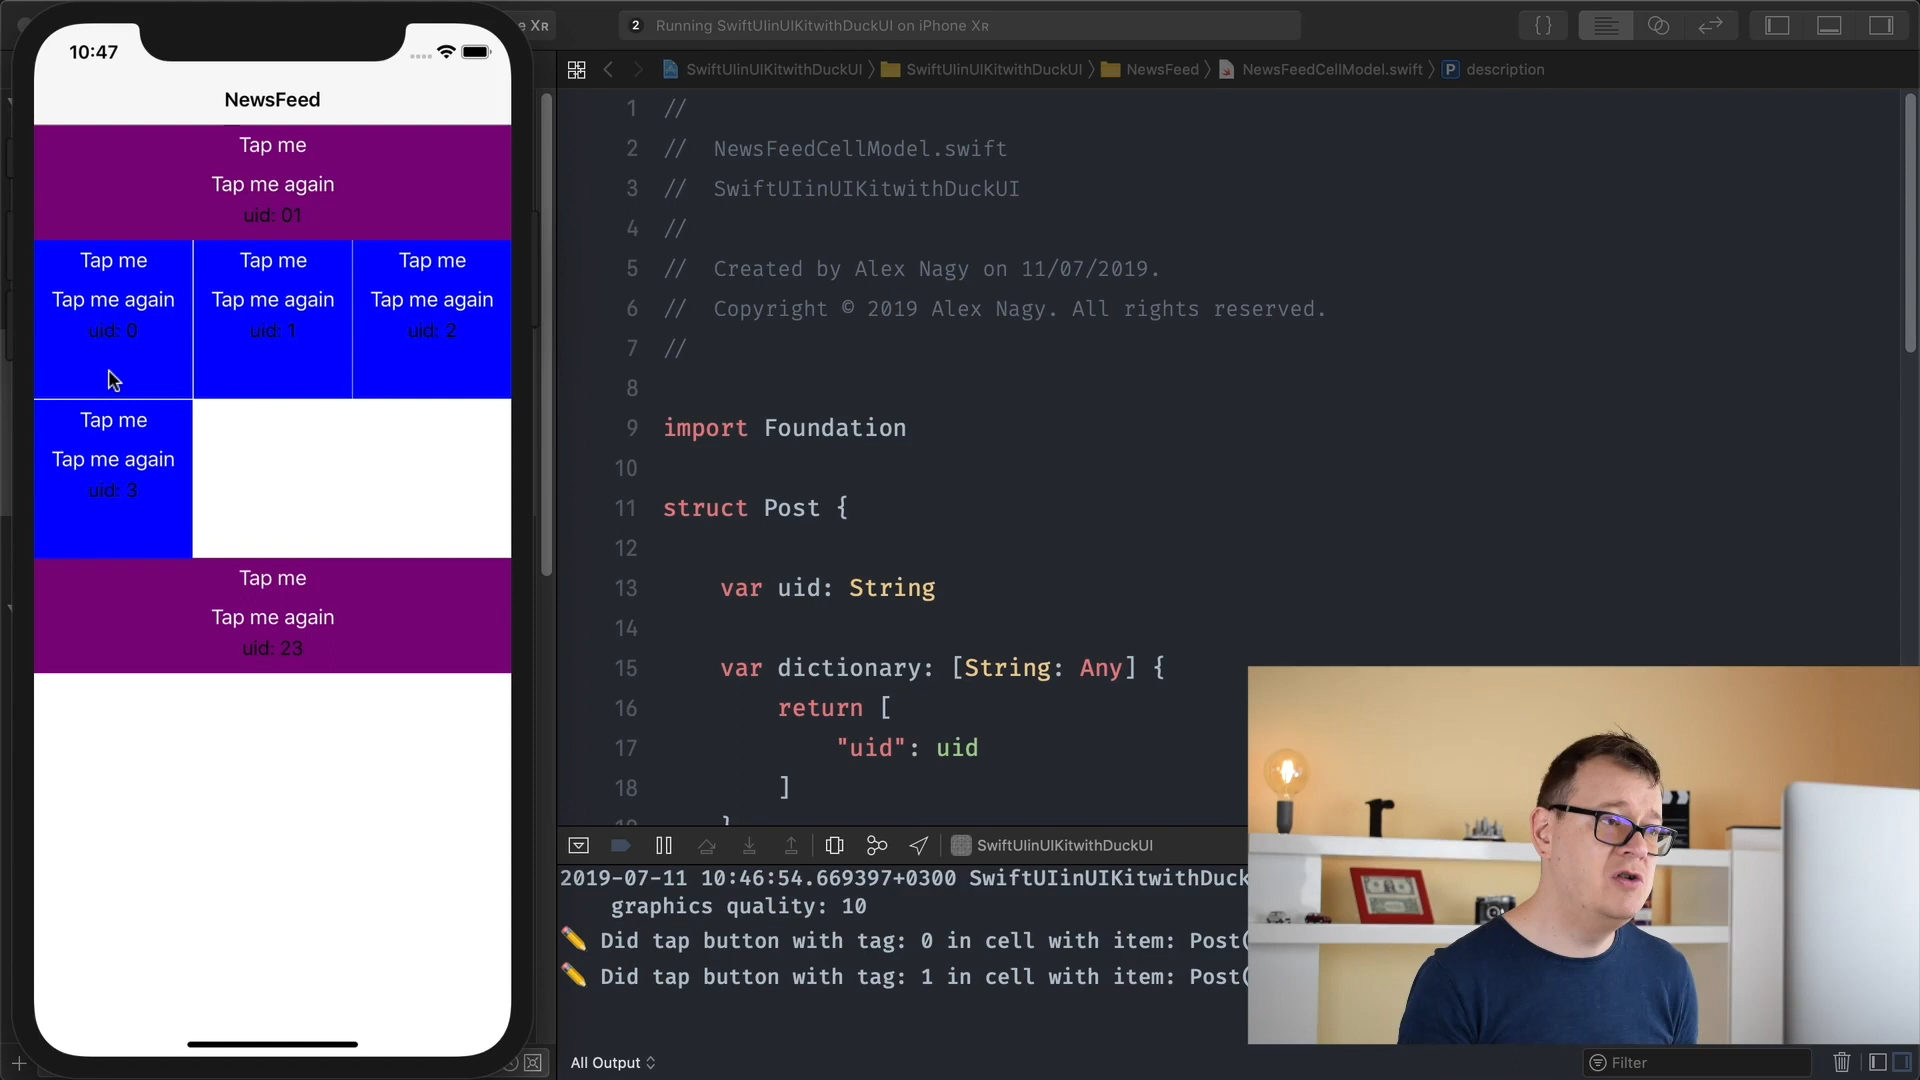 10:47
NewsFeed
Tap me
Tap me again
uid: 01
Tap me Tap me Tap me
Tap me again Tap me again Tap me again
uid: 0 uid: 1 uid: 2
Tap me
Tap me again
uid: 3
Tap me
Tap me again
uid: 23
e XR
2 Running SwiftUIinUIKitwithDuckUI on iPhone XR
SwiftUIinUIKitwithDuckUI SwiftUIinUIKitwithDuckUI NewsFeed NewsFeedCellModel.swift P description
1 //
2 // NewsFeedCellModel.swift
3 // SwiftUIinUIKitwithDuckUI
4 //
5 // Created by Alex Nagy on 11/07/2019.
6 // Copyright © 2019 Alex Nagy. All rights reserved.
7 //
8
9 import Foundation
10
11 struct Post {
12
13 var uid: String
14
15 var dictionary: [String: Any] {
16 return [
17 "uid": uid
18 ]
SwiftUIinUIKitwithDuckUI
2019-07-11 10:46:54.669397+0300 SwiftUIinUIKitwithDuck
graphics quality: 10
✏️ Did tap button with tag: 0 in cell with item: Post(
✏️ Did tap button with tag: 1 in cell with item: Post(
All Output
Filter